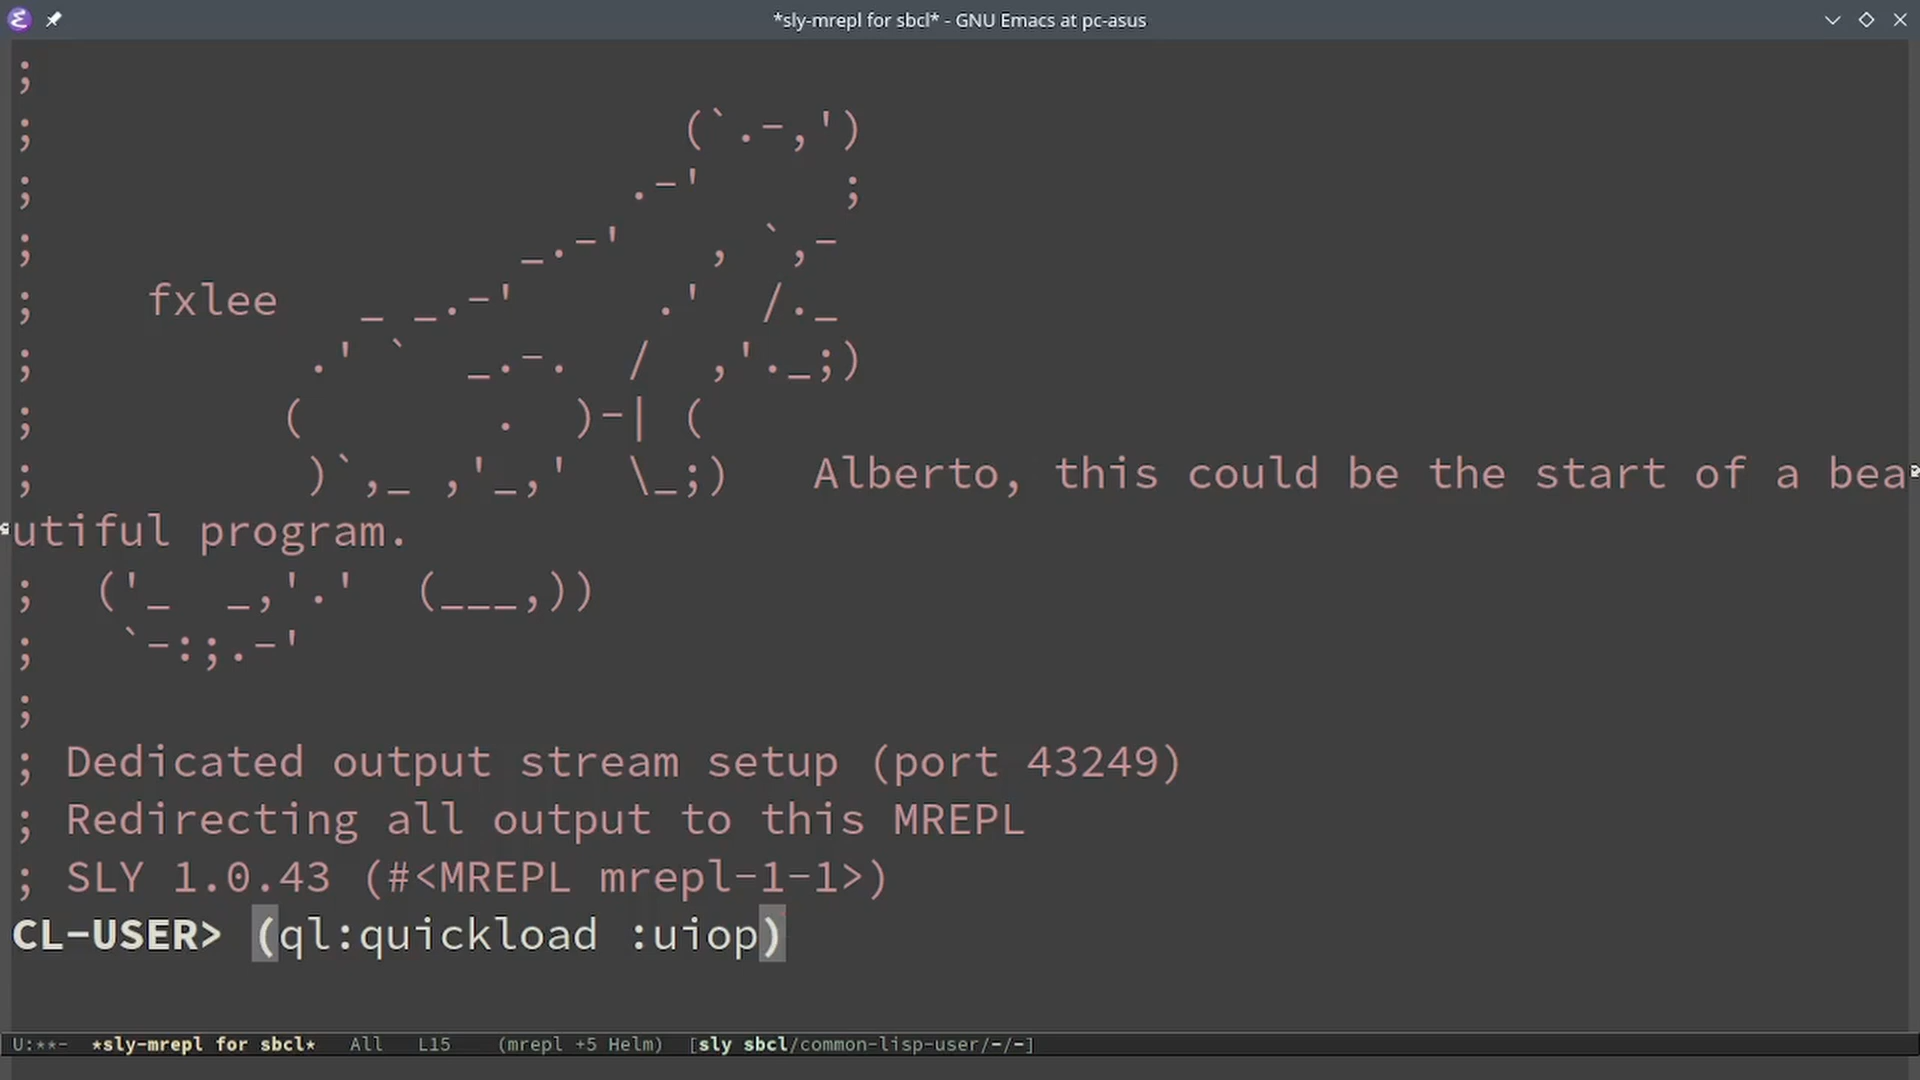 *sly-mrepl for sbcl* - GNU Emacs at pc-asus
;
;                         (`.-,')
;                       .-'     ;
;                   _.-'   , `,-
;    fxlee   _ _.-'     .'  /._
;          .' `  _.-.  /  ,'._;)
;         (       .  )-| (
;          )`,_ ,'_,'  \_;)   Alberto, this could be the start of a bea
utiful program.
;  ('_  _,'.'  (___,))
;   `-:;.-'
;
; Dedicated output stream setup (port 43249)
; Redirecting all output to this MREPL
; SLY 1.0.43 (#<MREPL mrepl-1-1>)
CL-USER> (ql:quickload :uiop)
U:**-  *sly-mrepl for sbcl*   All   L15    (mrepl +5 Helm)  [sly sbcl/common-lisp-user/-/-]